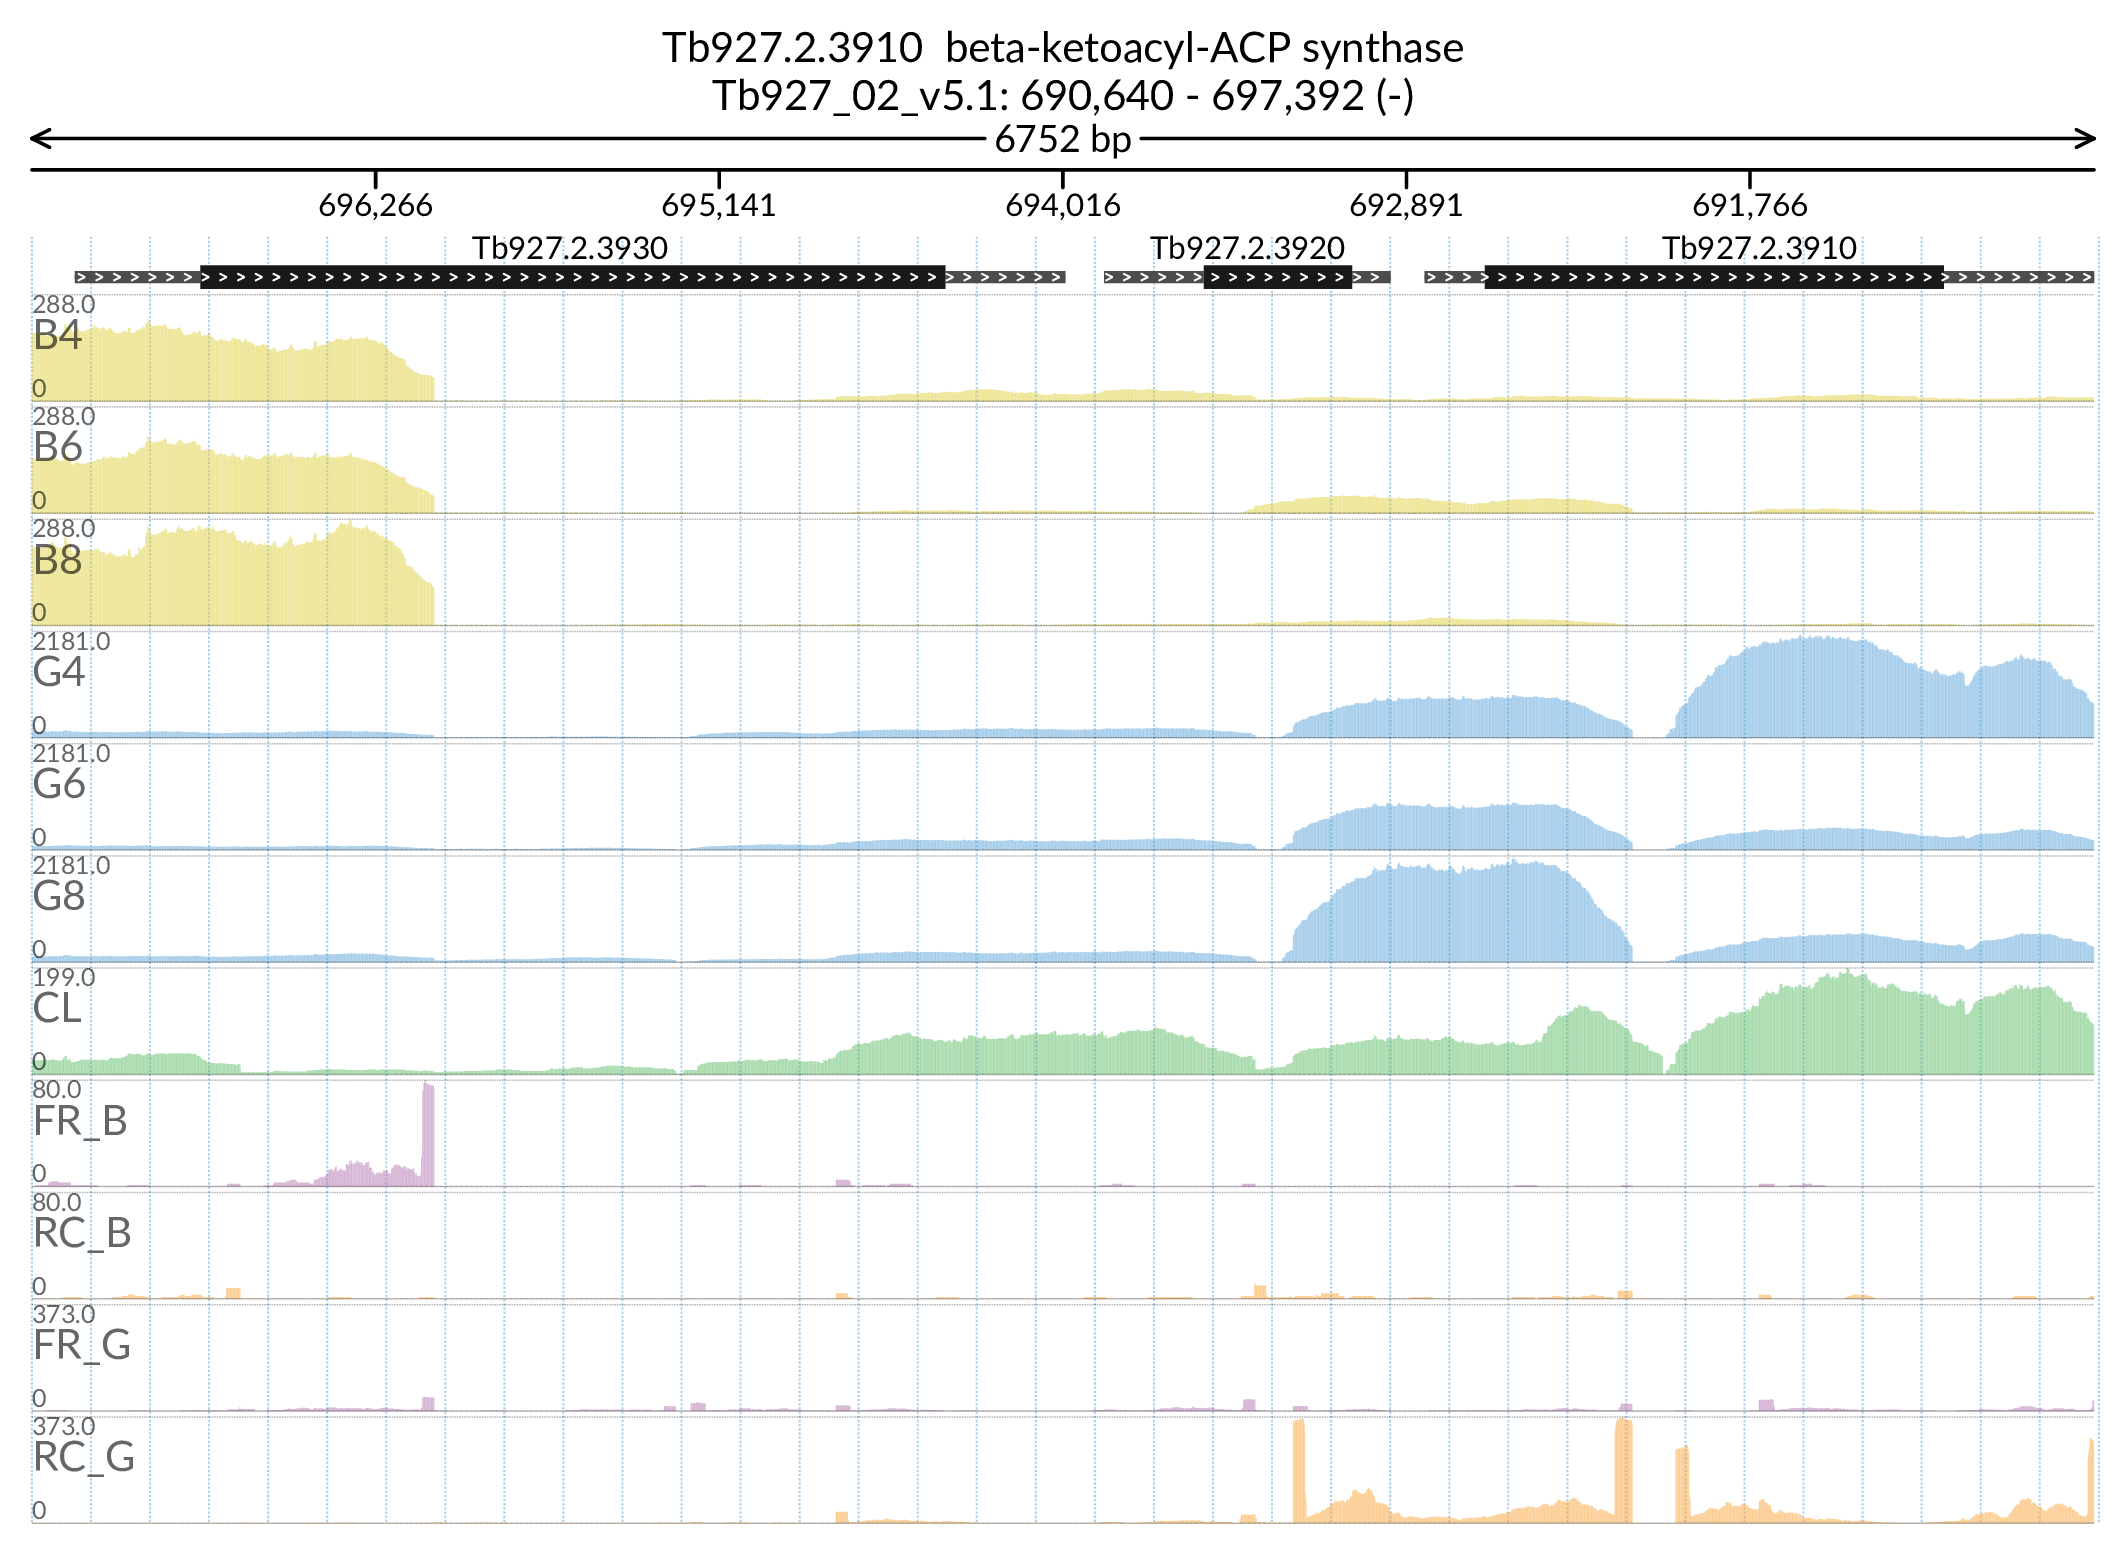 Tb927.2.3910  beta-ketoacyl-ACP synthase
Tb927_02_v5.1: 690,640 - 697,392 (-)
6752 bp
696,266 695,141 694,016 692,891 691,766
Tb927.2.3930 Tb927.2.3920 Tb927.2.3910
288.0
B4
0
288.0
B6
0
288.0
B8
0
2181.0
G4
0
2181.0
G6
0
2181.0
G8
0
199.0
CL
0
80.0
FR_B
0
80.0
RC_B
0
373.0
FR_G
0
373.0
RC_G
0